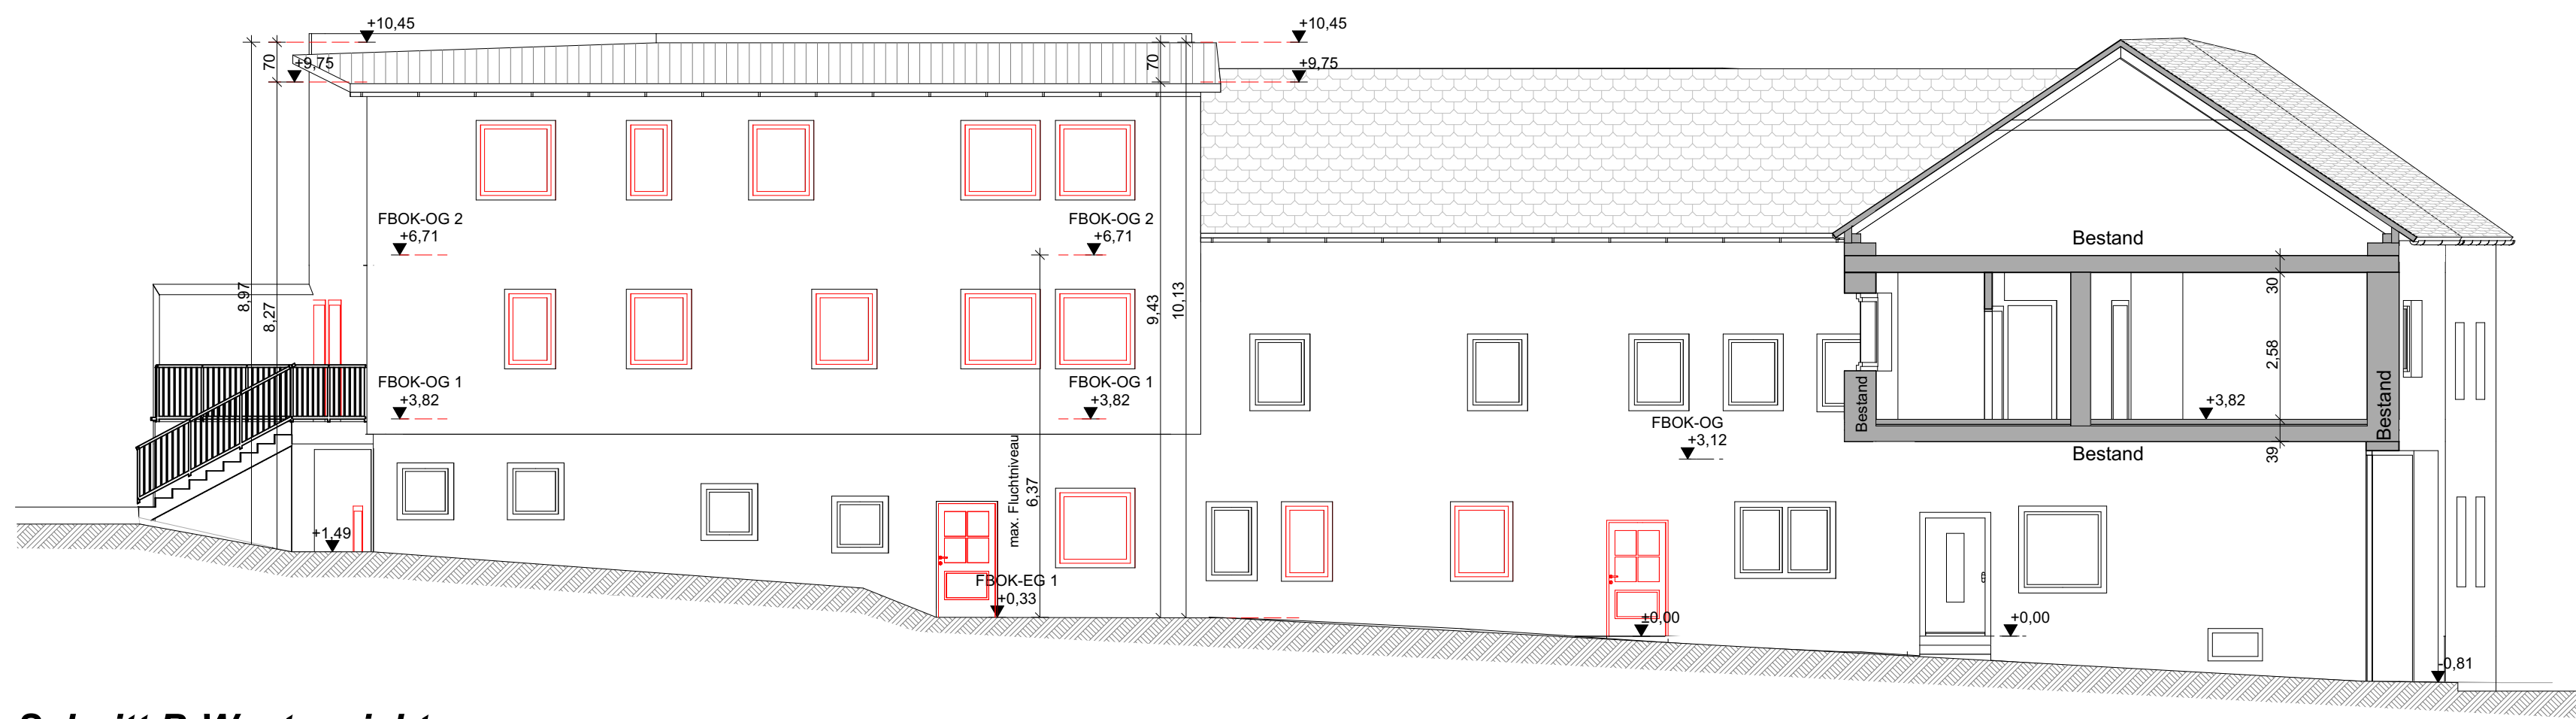 +10,45
+10,45
70
+9,75
70
+9,75
FBOK-OG 2
+6,71
FBOK-OG 2
+6,71
Bestand
8,97
8,27
9,43
10,13
30
2,58
FBOK-OG 1
+3,82
FBOK-OG 1
+3,82
Bestand
+3,82
Bestand
FBOK-OG
+3,12
Bestand
39
max. Fluchtniveau
6,37
+1,49
FBOK-EG 1
+0,33
±0,00
+0,00
-0,81